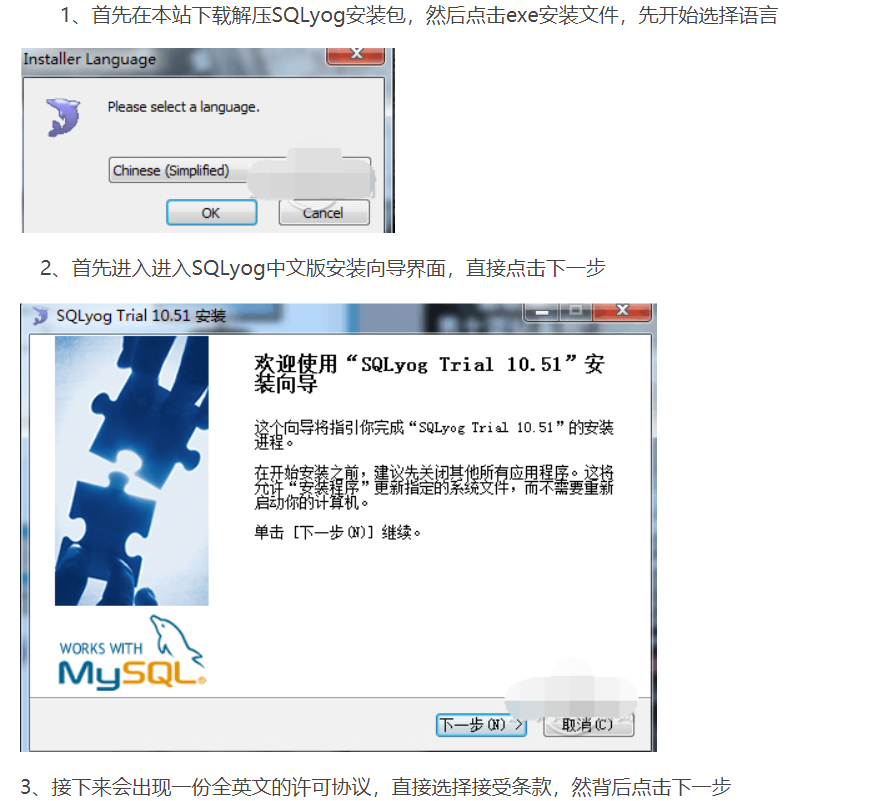 1、首先在本站下载解压SQLyog安装包，然后点击exe安装文件，先开始选择语言
Installer Language
Please select a language.
Chinese (Simplified)
OK Cancel
2、首先进入进入SQLyog中文版安装向导界面，直接点击下一步
SQLyog Trial 10.51 安装
欢迎使用“SQLyog Trial 10.51”安
装向导
这个向导将指引你完成“SQLyog Trial 10.51”的安装
进程。
在开始安装之前，建议先关闭其他所有应用程序。这将
允许“安装程序”更新指定的系统文件，而不需要重新
启动你的计算机。
单击 [下一步(N)] 继续。
WORKS WITH
MySQL®
下一步(N) > 取消(C)
3、接下来会出现一份全英文的许可协议，直接选择接受条款，然背后点击下一步